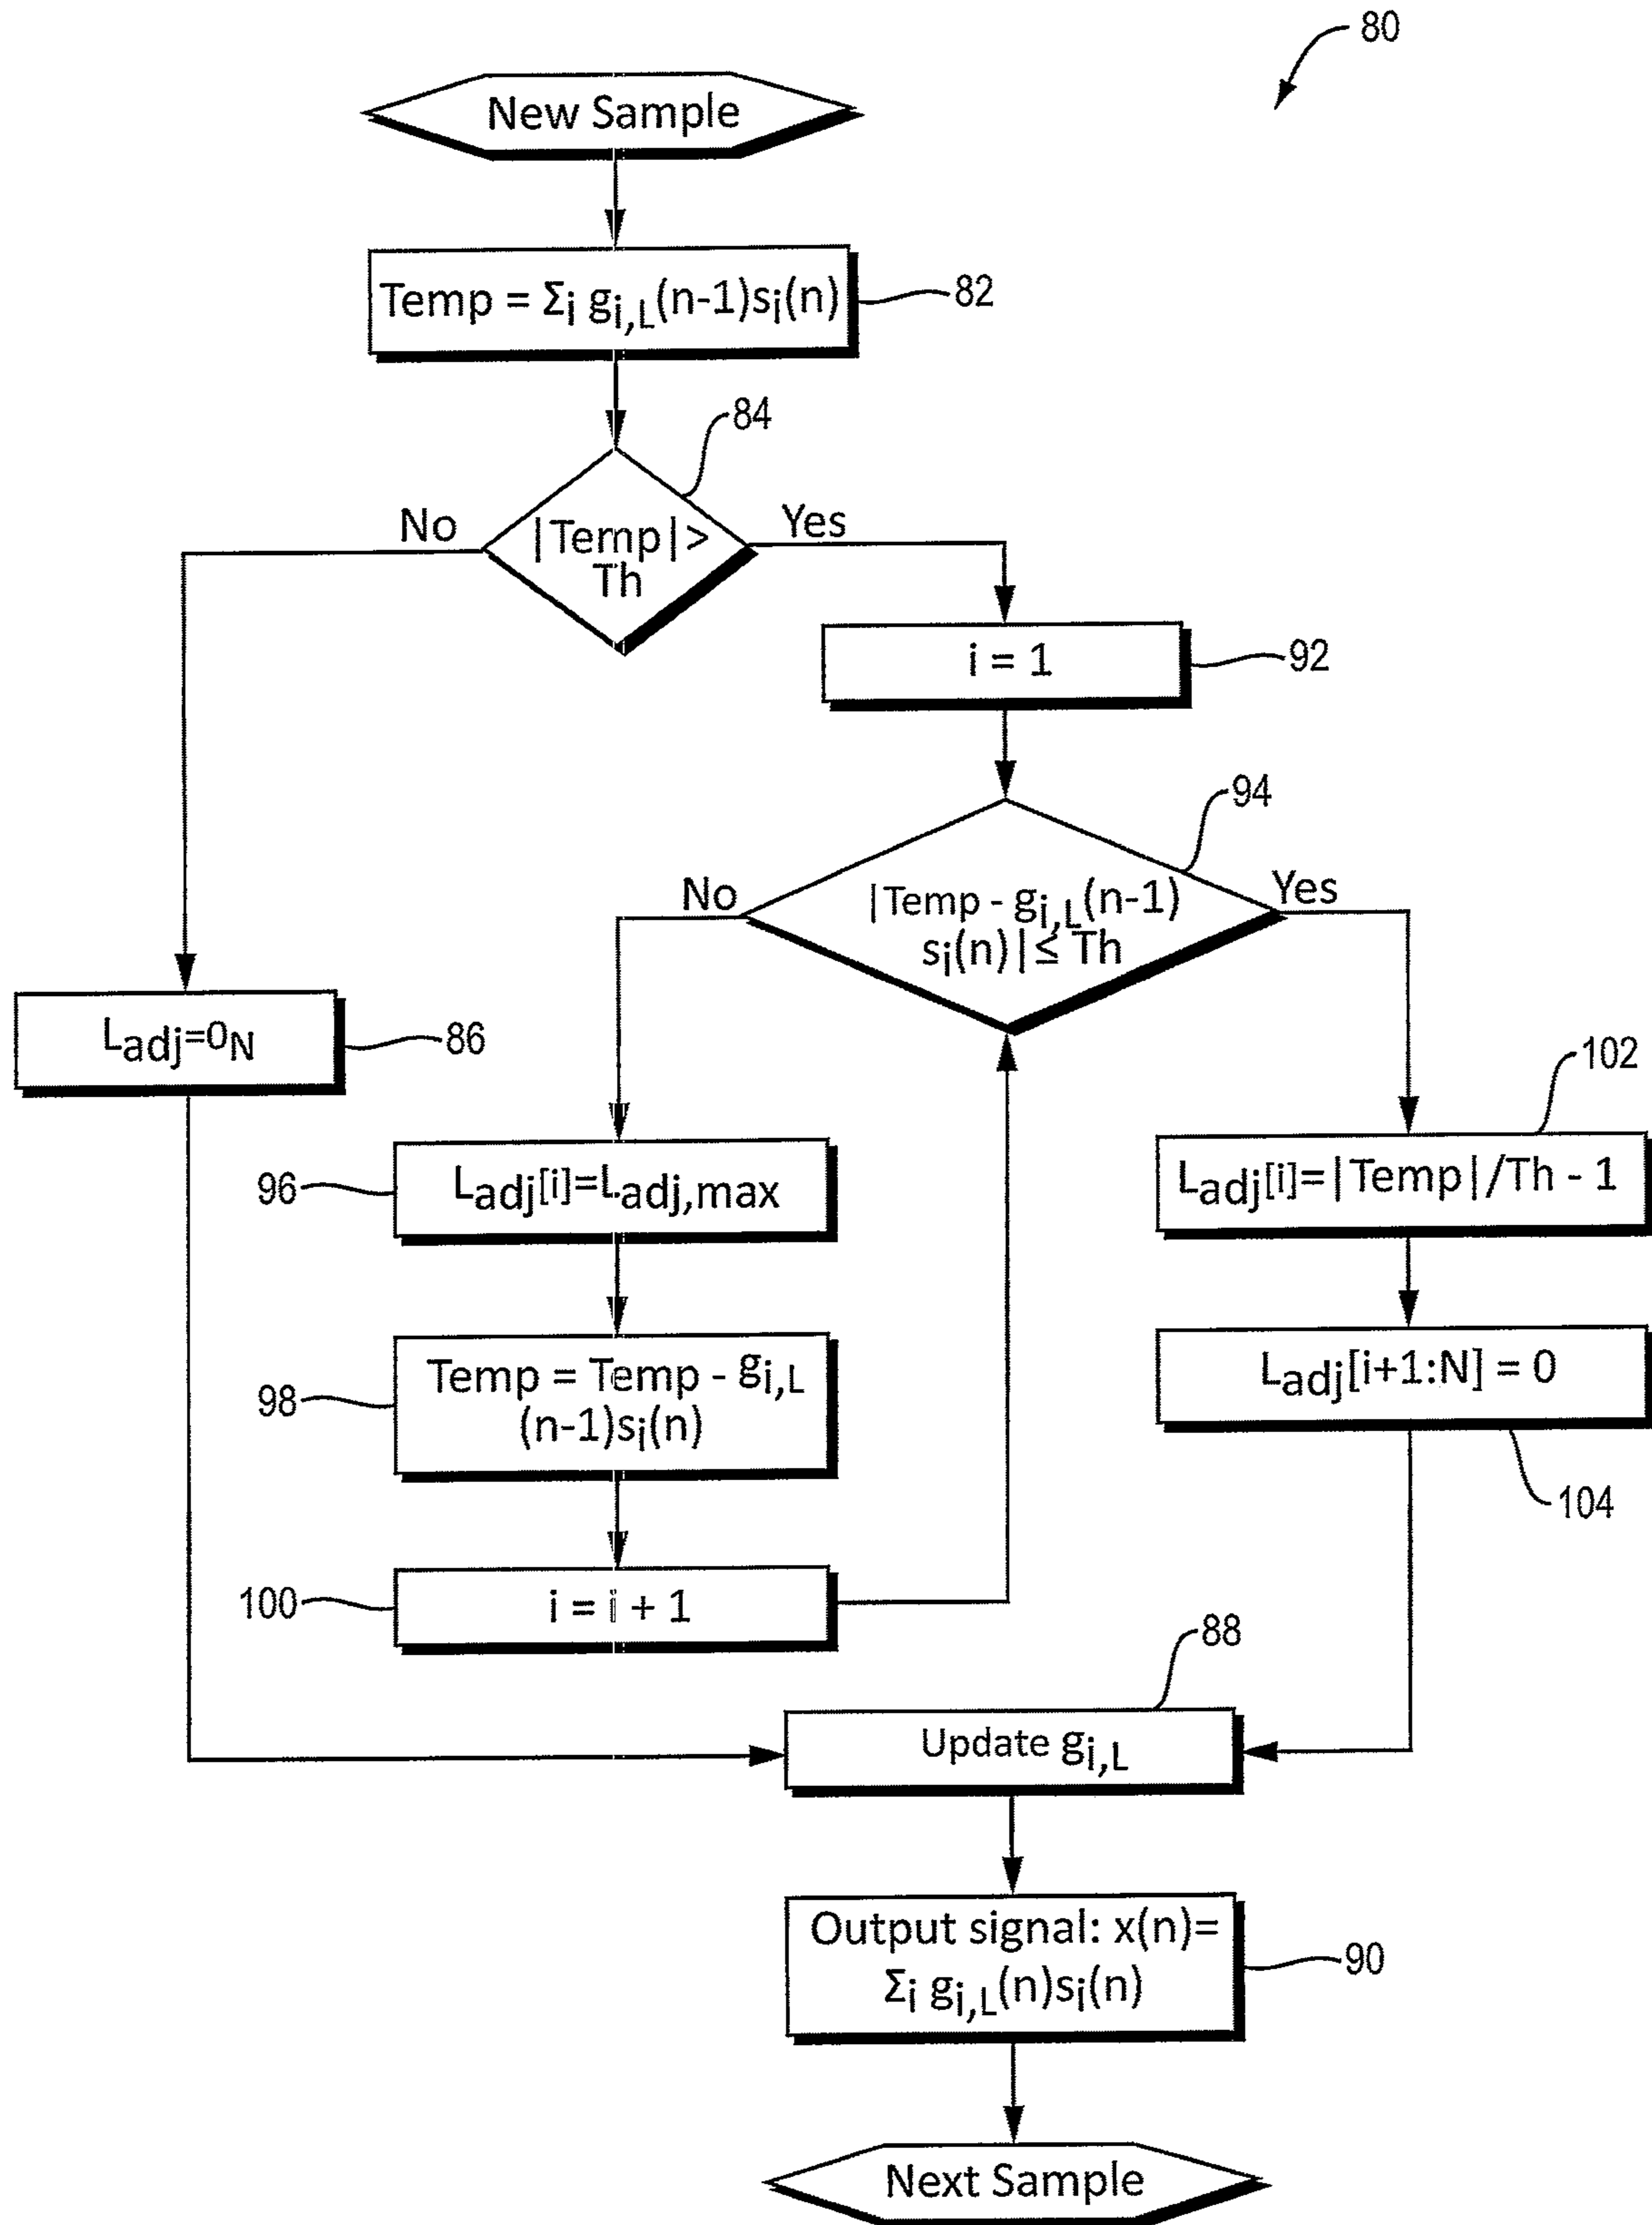 80
New Sample
Temp = Σi gi,L(n-1)si(n)
82
84
No
Yes
|Temp|>
Th
i = 1
92
94
No
Yes
|Temp - gi,L(n-1)
si(n)|≤ Th
Ladj=0N
86
102
96
Ladj[i]=Ladj,max
Ladj[i]=|Temp|/Th - 1
98
Temp = Temp - gi,L
(n-1)si(n)
Ladj[i+1:N] = 0
104
100
i = i + 1
88
Update gi,L
Output signal: x(n)=
Σi gi,L(n)si(n)
90
Next Sample